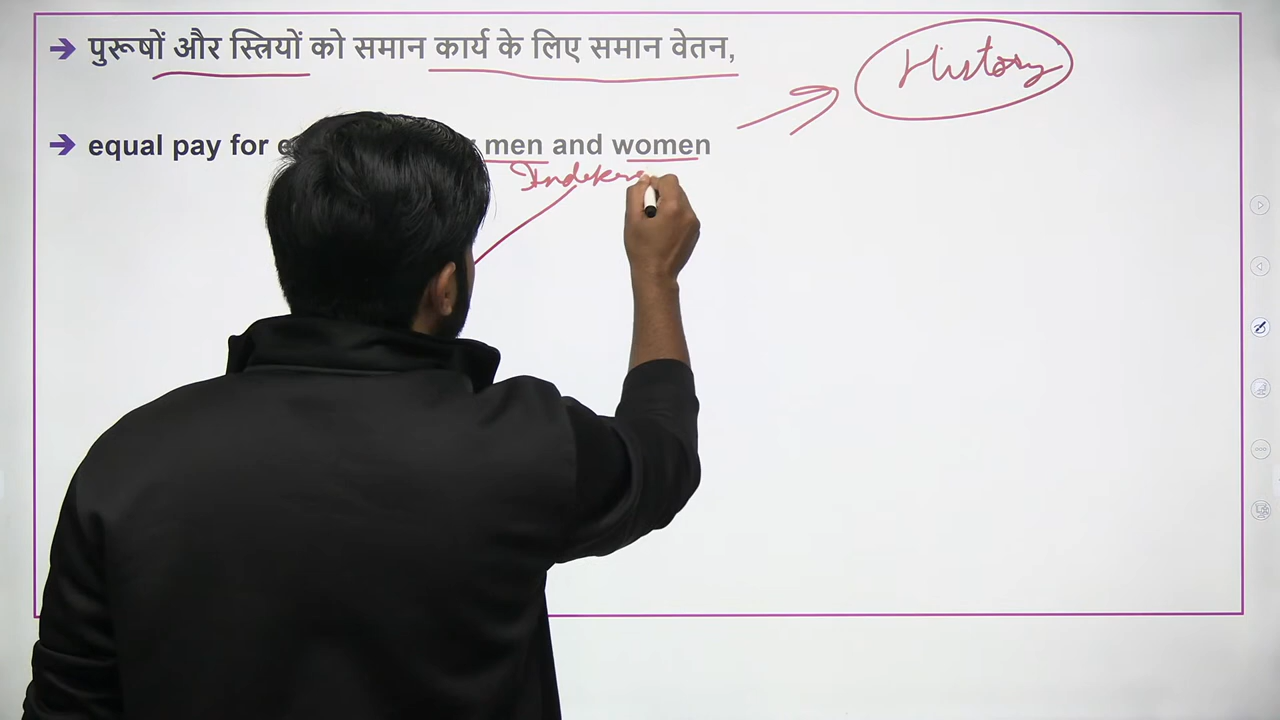 → पुरूषों और स्त्रियों को समान कार्य के लिए समान वेतन,
History
→ equal pay for men and women